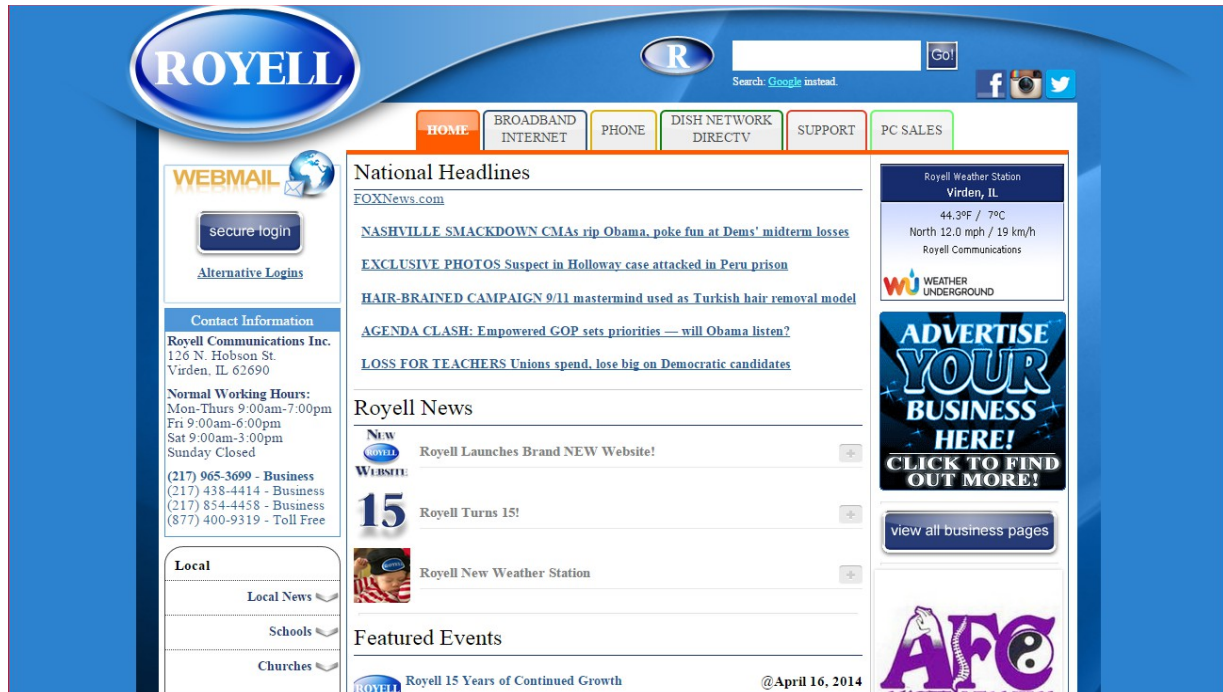 ROYELL
R
Go!
Search: Google instead.
f
HOME
BROADBAND
INTERNET
PHONE
DISH NETWORK
DIRECTV
SUPPORT
PC SALES
WEBMAIL
secure login
Alternative Logins
Contact Information
Royell Communications Inc.
126 N. Hobson St.
Virden, IL 62690
Normal Working Hours:
Mon-Thurs 9:00am-7:00pm
Fri 9:00am-6:00pm
Sat 9:00am-3:00pm
Sunday Closed
(217) 965-3699 - Business
(217) 438-4414 - Business
(217) 854-4458 - Business
(877) 400-9319 - Toll Free
Local
Local News
Schools
Churches
National Headlines
FOXNews.com
NASHVILLE SMACKDOWN CMAs rip Obama, poke fun at Dems' midterm losses
EXCLUSIVE PHOTOS Suspect in Holloway case attacked in Peru prison
HAIR-BRAINED CAMPAIGN 9/11 mastermind used as Turkish hair removal model
AGENDA CLASH: Empowered GOP sets priorities — will Obama listen?
LOSS FOR TEACHERS Unions spend, lose big on Democratic candidates
Royell News
NEW
ROYELL
WEBSITE
Royell Launches Brand NEW Website!
15
Royell Turns 15!
Royell New Weather Station
Featured Events
ROYELL
Royell 15 Years of Continued Growth
@April 16, 2014
Royell Weather Station
Virden, IL
44.3ºF / 7ºC
North 12.0 mph / 19 km/h
Royell Communications
WU WEATHER
UNDERGROUND
ADVERTISE
YOUR
BUSINESS
HERE!
CLICK TO FIND
OUT MORE!
view all business pages
AFC